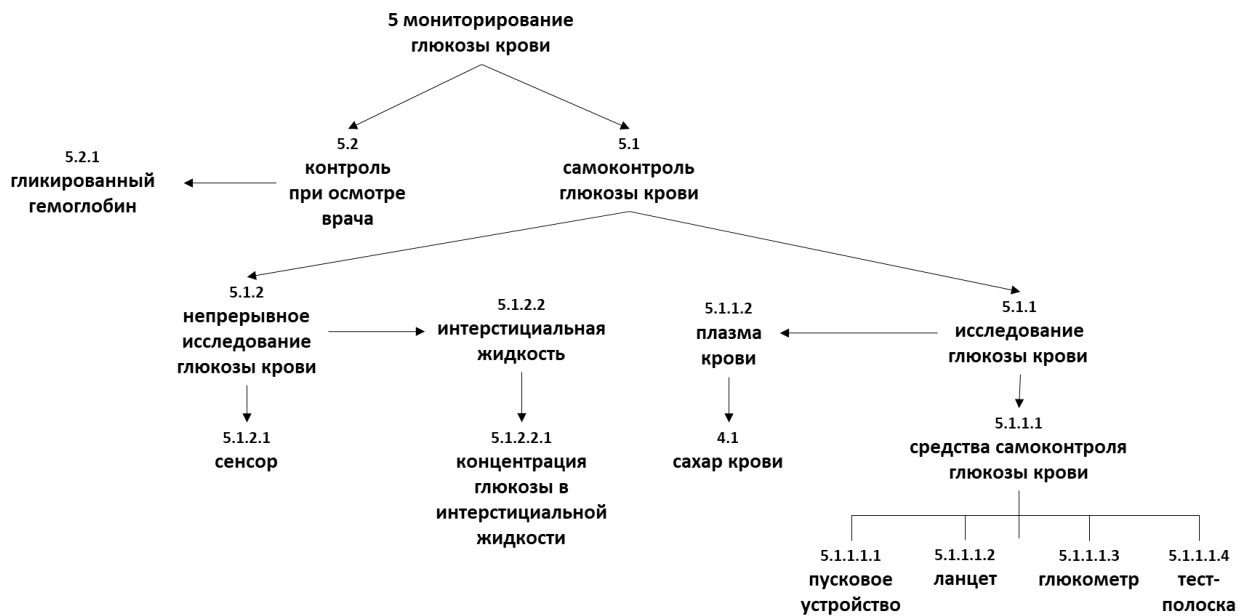 5 мониторирование
глюкозы крови
5.2
контроль
при осмотре
врача
5.1
самоконтроль
глюкозы крови
5.2.1
гликированный
гемоглобин
5.1.2
непрерывное
исследование
глюкозы крови
5.1.2.2
интерстициальная
жидкость
5.1.1.2
плазма
крови
5.1.1
исследование
глюкозы крови
5.1.2.1
сенсор
5.1.2.2.1
концентрация
глюкозы в
интерстициальной
жидкости
4.1
сахар крови
5.1.1.1
средства самоконтроля
глюкозы крови
5.1.1.1.1
пусковое
устройство
5.1.1.1.2
ланцет
5.1.1.1.3
глюкометр
5.1.1.1.4
тест-
полоска